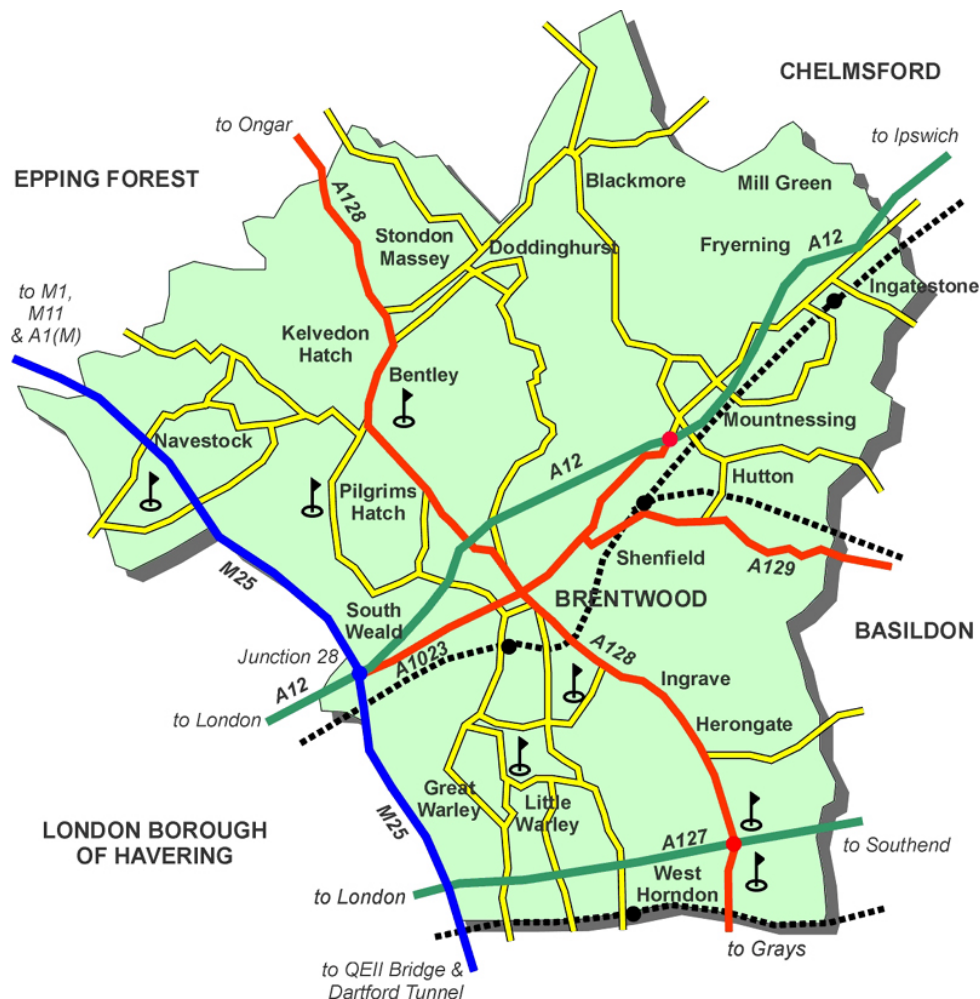 CHELMSFORD
to Ongar
to Ipswich
EPPING FOREST
A128
Blackmore
Mill Green
Stondon
Massey
Doddinghurst
Fryerning
A12
to M1,
M11
& A1(M)
Ingatestone
Kelvedon
Hatch
Bentley
Navestock
Mountnessing
A12
Hutton
Pilgrims
Hatch
M25
Shenfield
A129
South
Weald
BRENTWOOD
BASILDON
Junction 28
A1023
A128
A12
Ingrave
to London
Herongate
Great
Warley
Little
Warley
M25
LONDON BOROUGH
OF HAVERING
A127
to Southend
to London
West
Horndon
to Grays
to QEII Bridge &
Dartford Tunnel